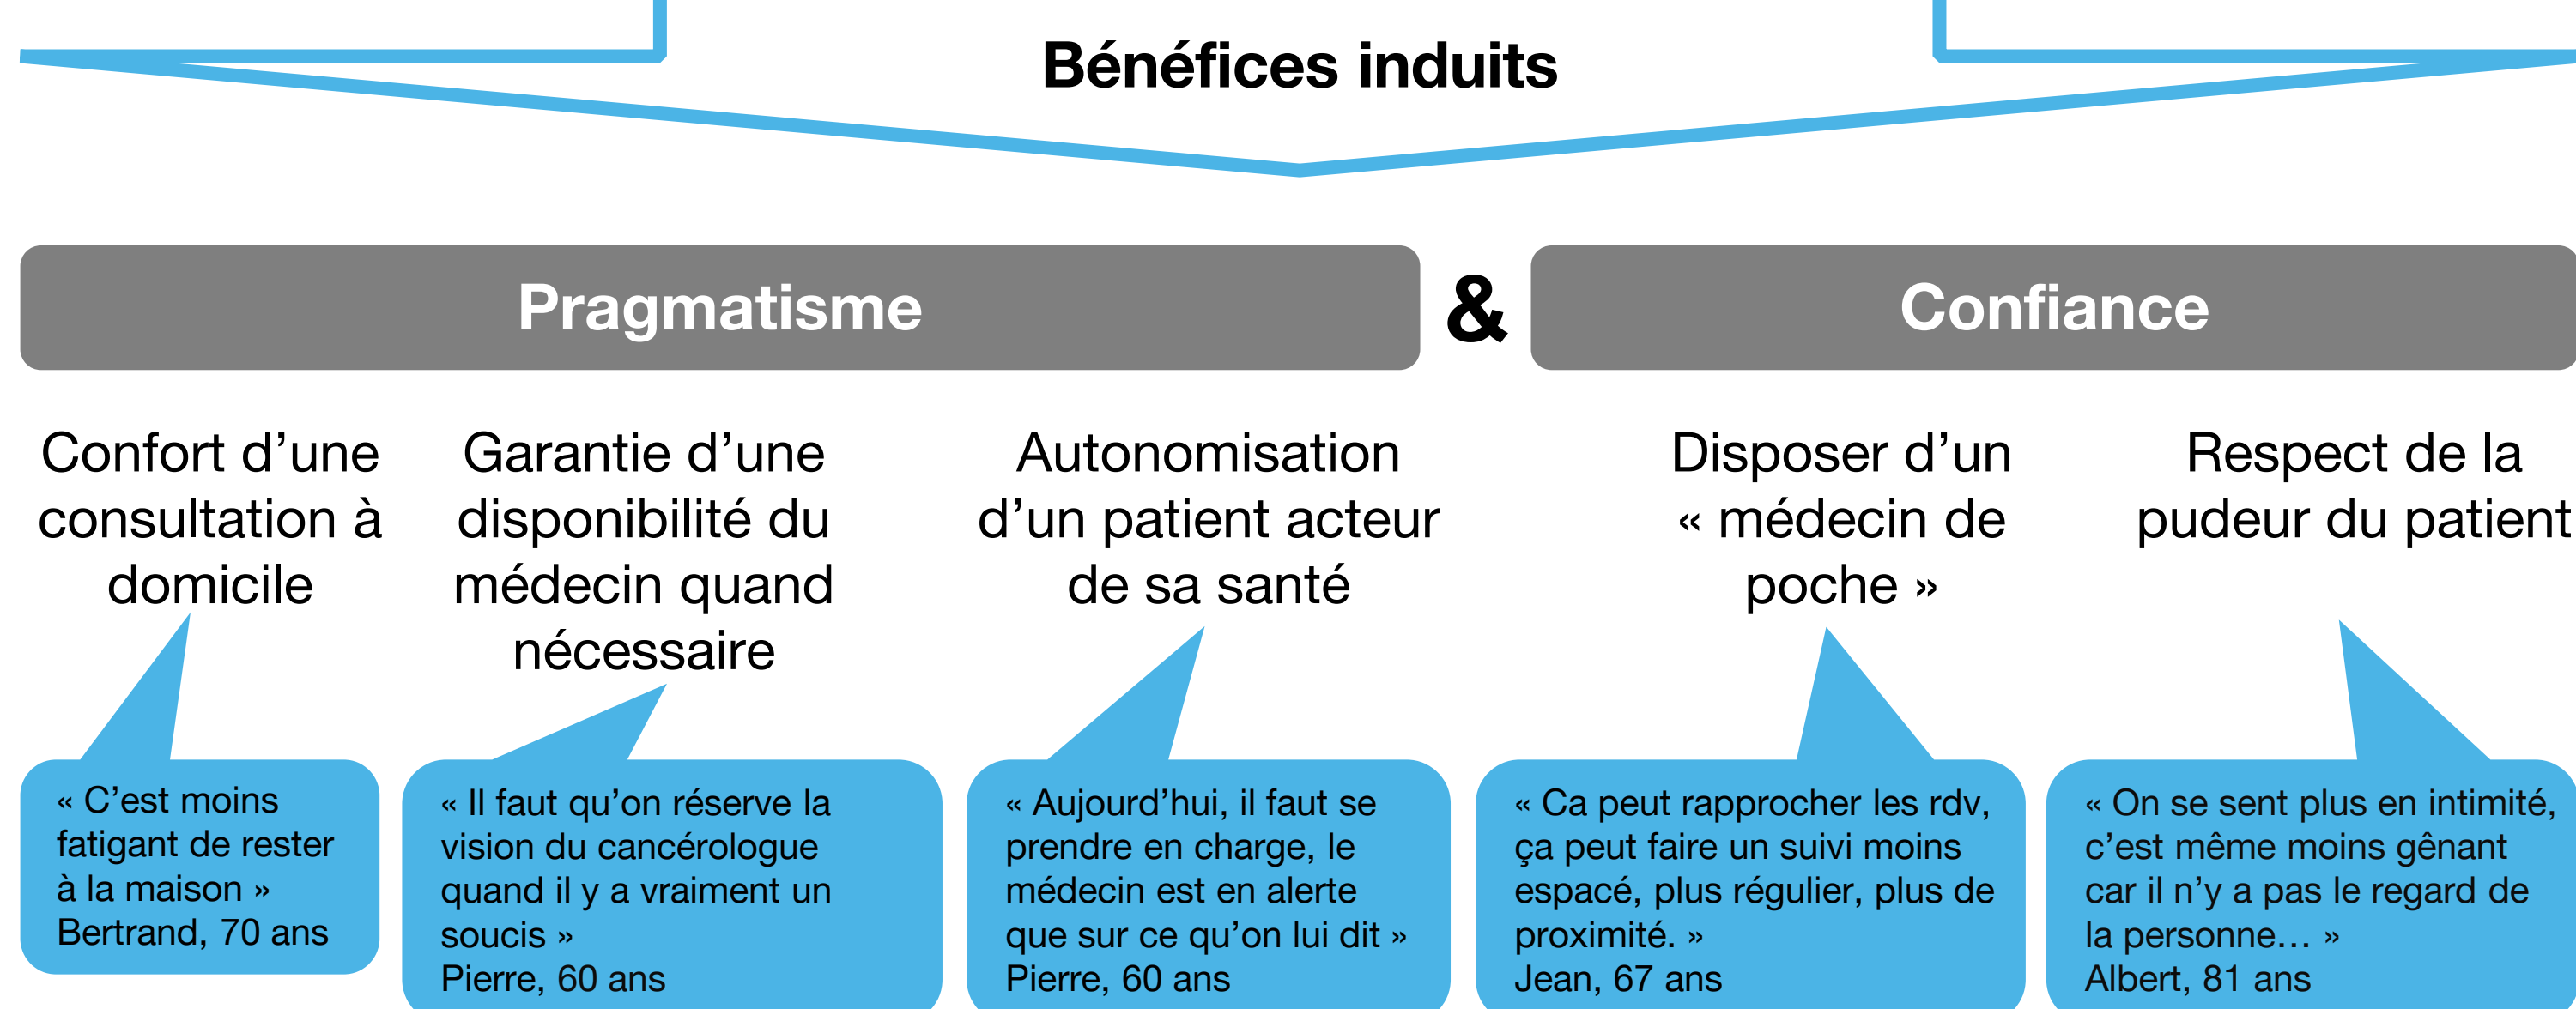 Bénéfices induits
Pragmatisme
&
Confiance
Confort d’une
consultation à
domicile
Garantie d’une
disponibilité du
médecin quand
nécessaire
Autonomisation
d’un patient acteur
de sa santé
Disposer d’un
« médecin de
poche »
Respect de la
pudeur du patient
« C’est moins
fatigant de rester
à la maison »
Bertrand, 70 ans
« Il faut qu’on réserve la
vision du cancérologue
quand il y a vraiment un
soucis »
Pierre, 60 ans
« Aujourd’hui, il faut se
prendre en charge, le
médecin est en alerte
que sur ce qu’on lui dit »
Pierre, 60 ans
« Ca peut rapprocher les rdv,
ça peut faire un suivi moins
espacé, plus régulier, plus de
proximité. »
Jean, 67 ans
« On se sent plus en intimité,
c’est même moins gênant
car il n’y a pas le regard de
la personne… »
Albert, 81 ans